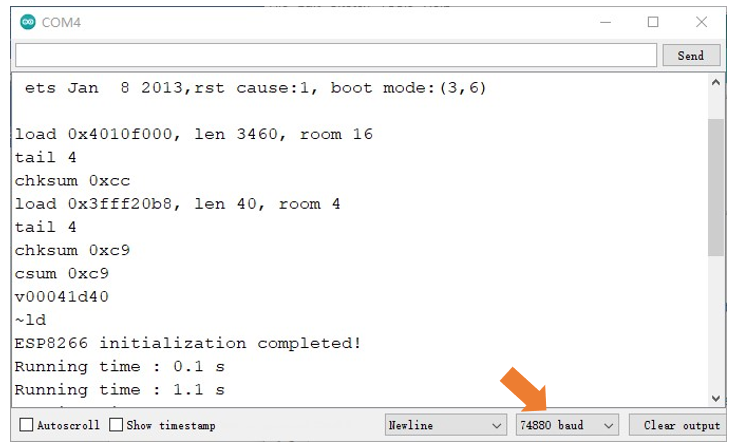 COM4
Send
ets Jan  8 2013,rst cause:1, boot mode:(3,6)
load 0x4010f000, len 3460, room 16
tail 4
chksum 0xcc
load 0x3fff20b8, len 40, room 4
tail 4
chksum 0xc9
csum 0xc9
v00041d40
~ld
ESP8266 initialization completed!
Running time : 0.1 s
Running time : 1.1 s
Autoscroll Show timestamp Newline 74880 baud Clear output